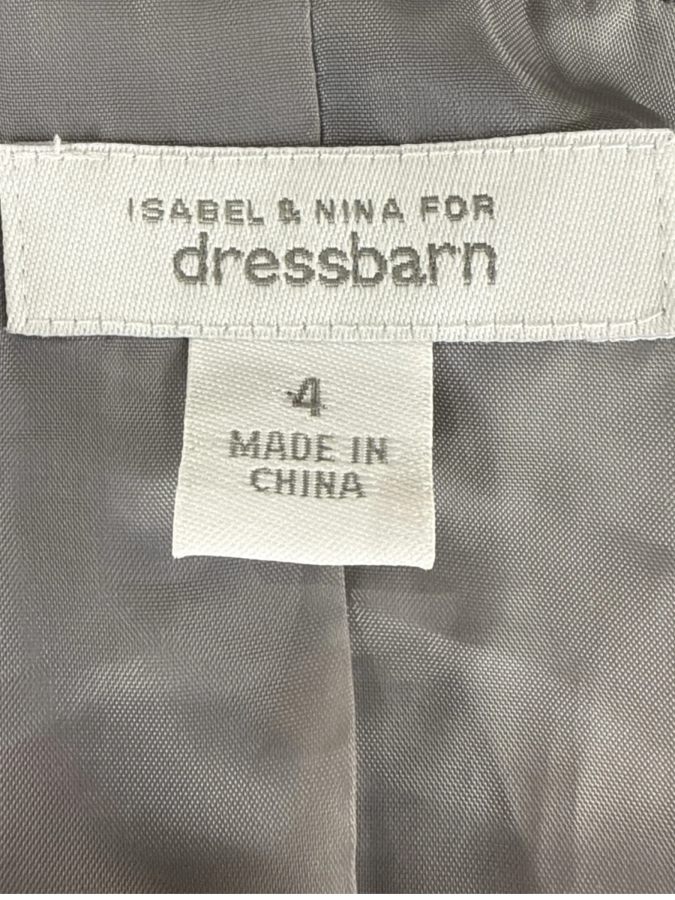 ISABEL & NINA FOR
dressbarn
4
MADE IN
CHINA